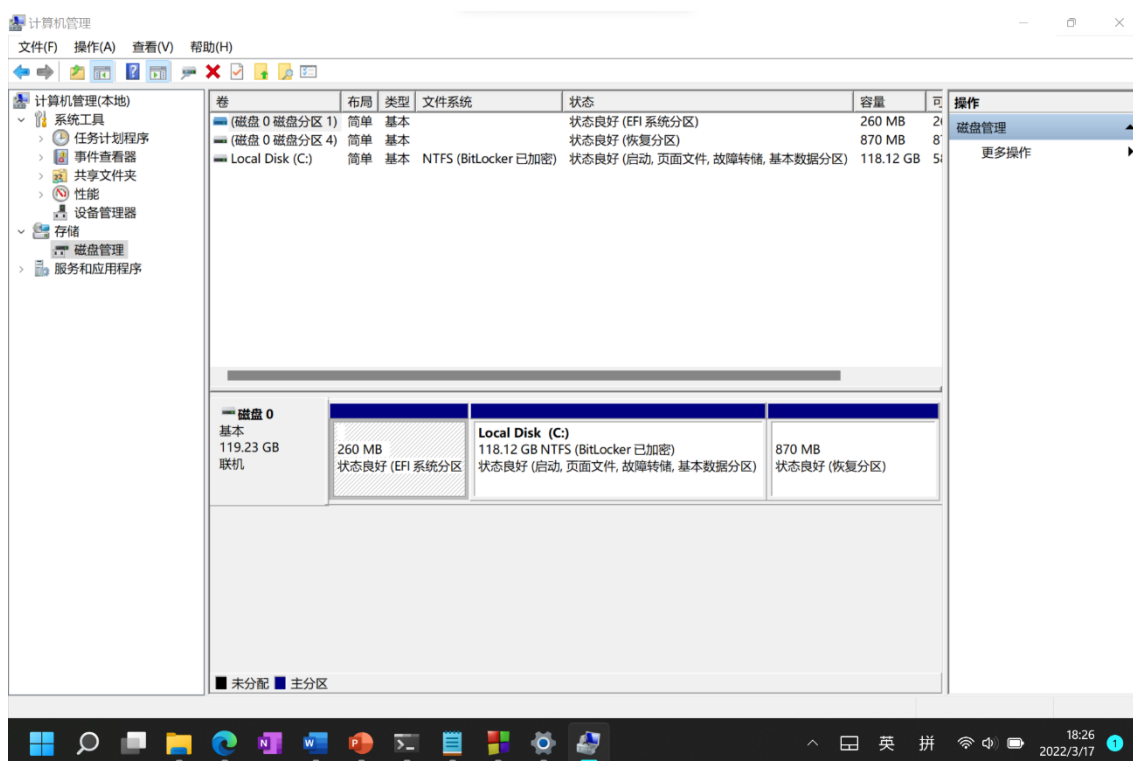 计算机管理
文件(F) 操作(A) 查看(V) 帮助(H)
计算机管理(本地)
系统工具
任务计划程序
事件查看器
共享文件夹
性能
设备管理器
存储
磁盘管理
服务和应用程序
卷 布局 类型 文件系统 状态 容量
(磁盘 0 磁盘分区 1) 简单 基本 状态良好 (EFI 系统分区) 260 MB
(磁盘 0 磁盘分区 4) 简单 基本 状态良好 (恢复分区) 870 MB
Local Disk (C:) 简单 基本 NTFS (BitLocker 已加密) 状态良好 (启动, 页面文件, 故障转储, 基本数据分区) 118.12 GB
磁盘 0
基本
119.23 GB
联机
260 MB
状态良好 (EFI 系统分区
Local Disk (C:)
118.12 GB NTFS (BitLocker 已加密)
状态良好 (启动, 页面文件, 故障转储, 基本数据分区)
870 MB
状态良好 (恢复分区)
未分配 主分区
操作
磁盘管理
更多操作
英 拼 18:26
2022/3/17 1